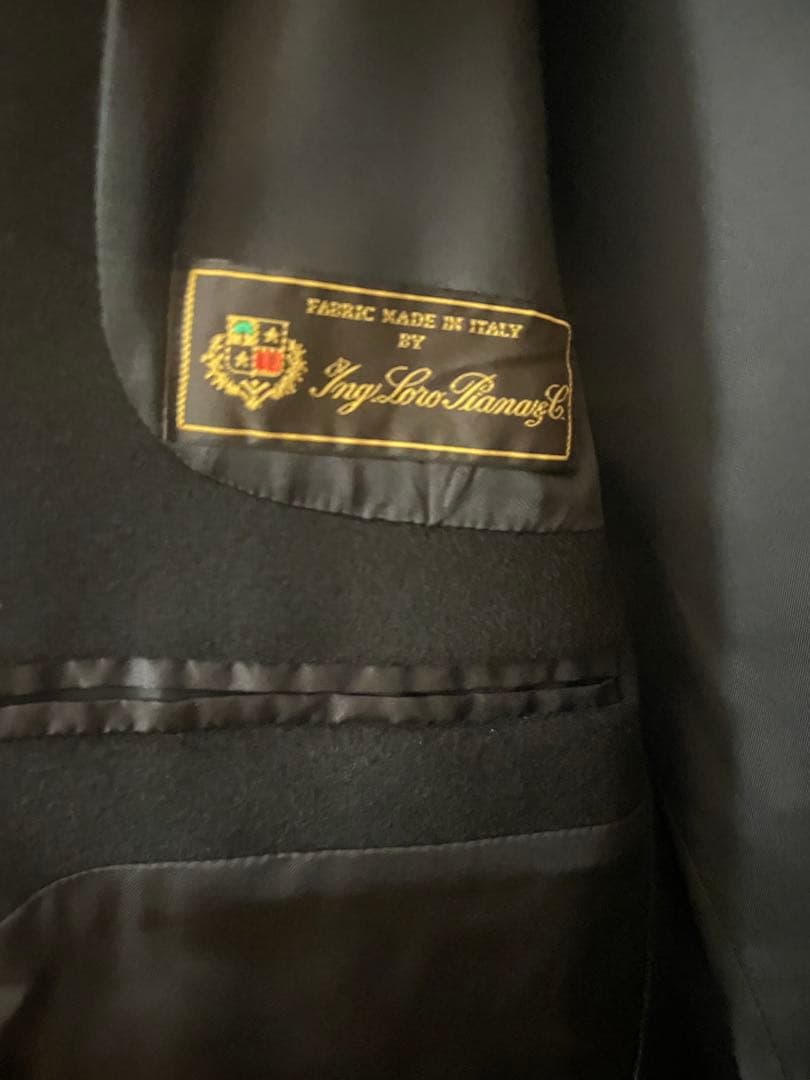 FABRIC MADE IN ITALY
BY
Ing. Loro Piana & C.